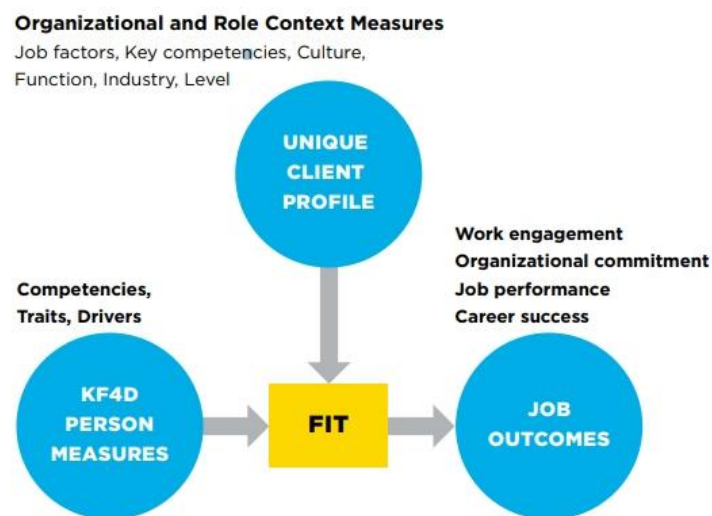 Organizational and Role Context Measures
Job factors, Key competencies, Culture,
Function, Industry, Level
UNIQUE
CLIENT
PROFILE
Work engagement
Organizational commitment
Job performance
Career success
Competencies,
Traits, Drivers
KF4D
PERSON
MEASURES
FIT
JOB
OUTCOMES